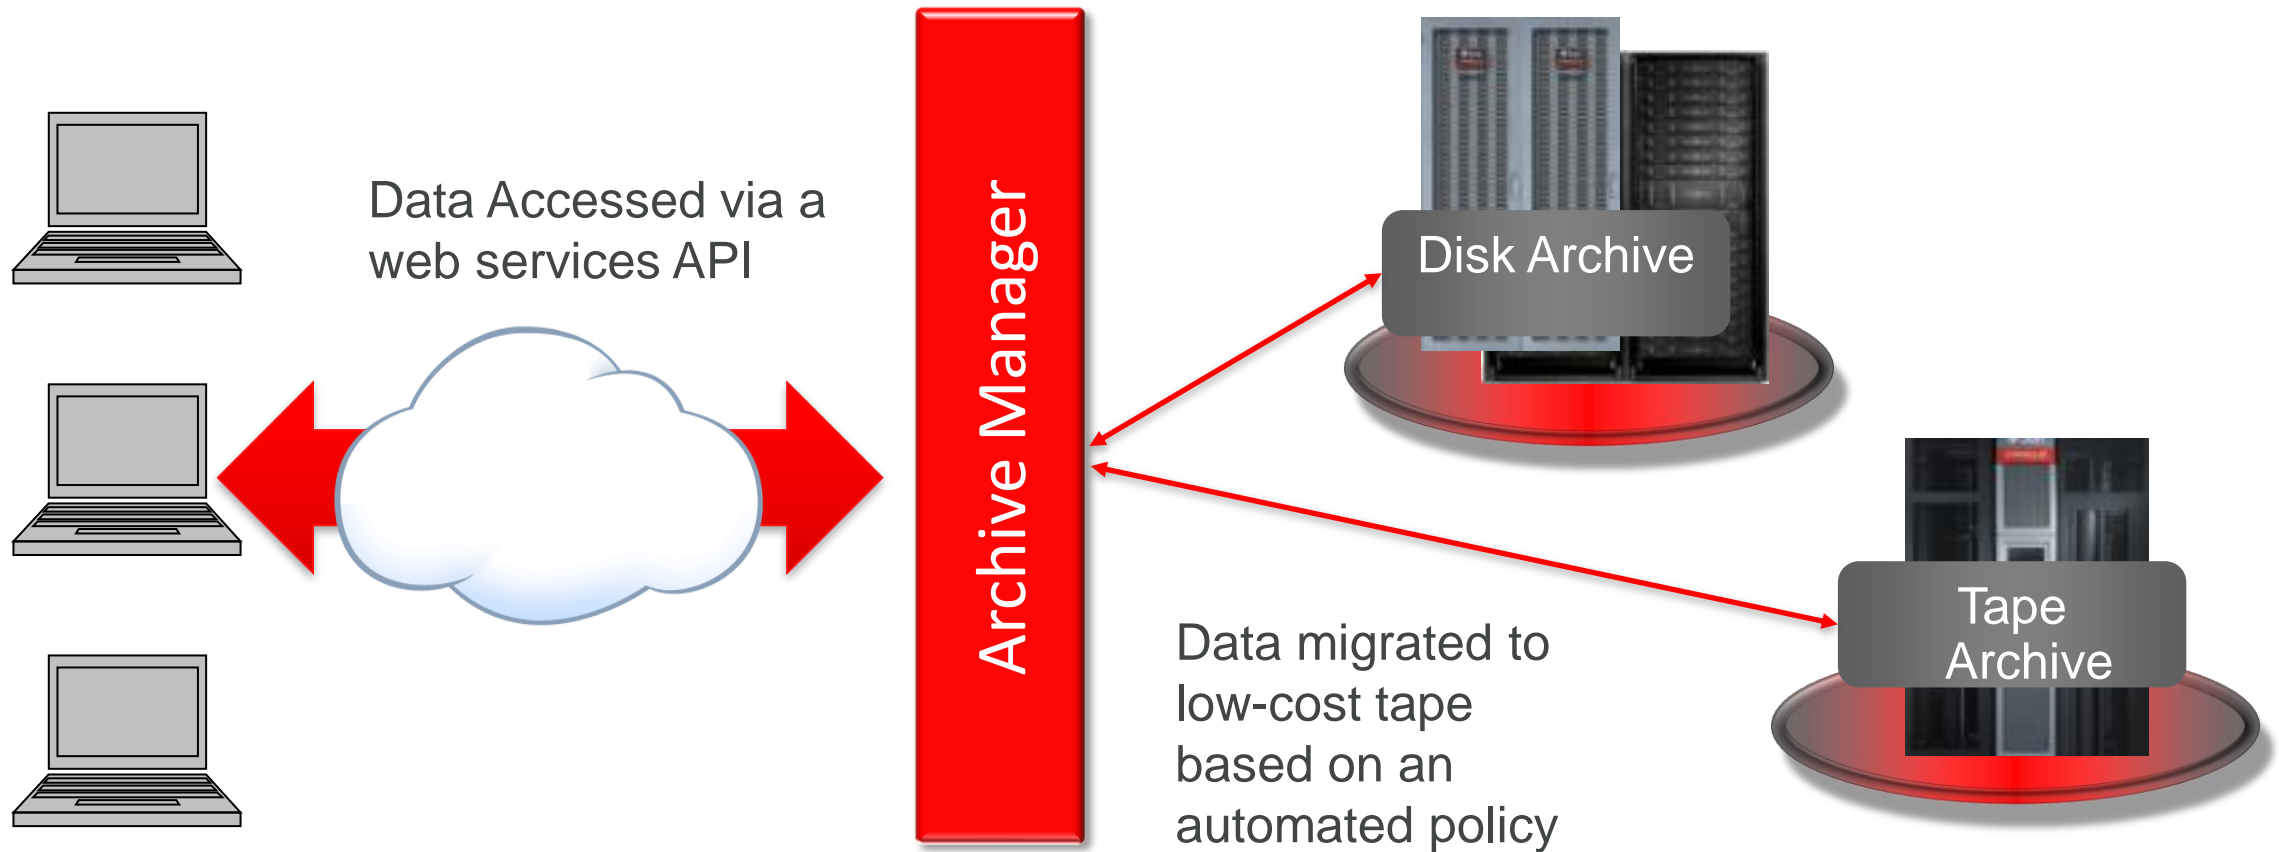 Data Accessed via a
web services API
Archive Manager
Disk Archive
Tape
Archive
Data migrated to
low-cost tape
based on an
automated policy